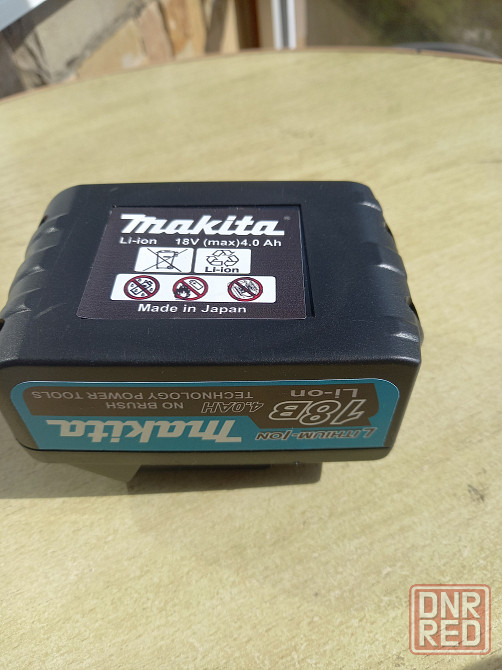 makita
Li-ion 18V (max)4.0 Ah
Li-ion
Made in Japan
LITHIUM-ION
makita
18B
Li-on
4.0AH
NO BRUSH
TECHNOLOGY POWER TOOLS
DNR
RED